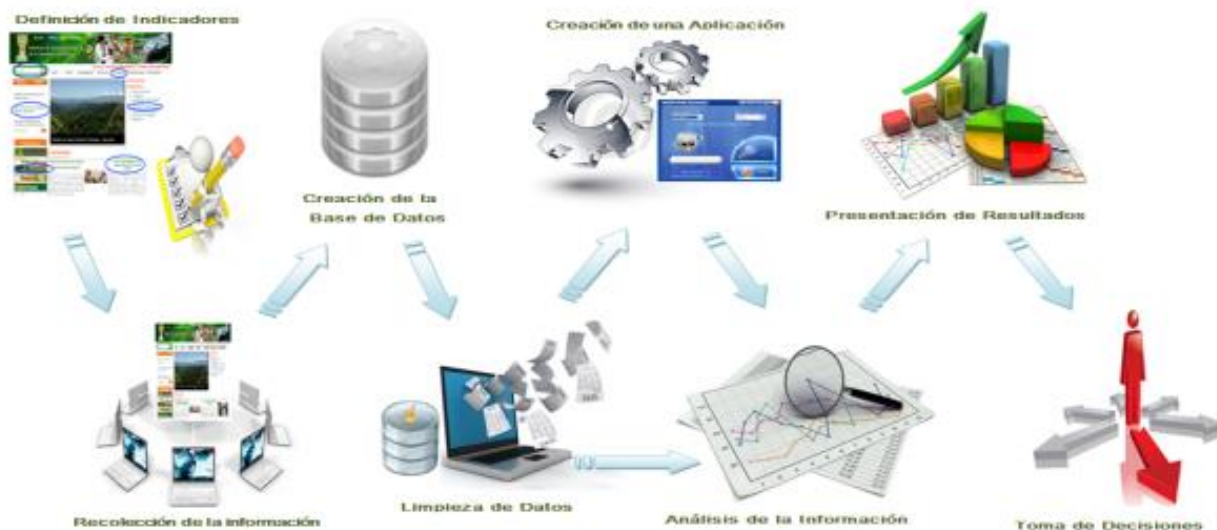 Definición de Indicadores
Creación de la
Base de Datos
Creación de una Aplicación
Presentación de Resultados
Recolección de la información
Limpieza de Datos
Análisis de la Información
Toma de Decisiones